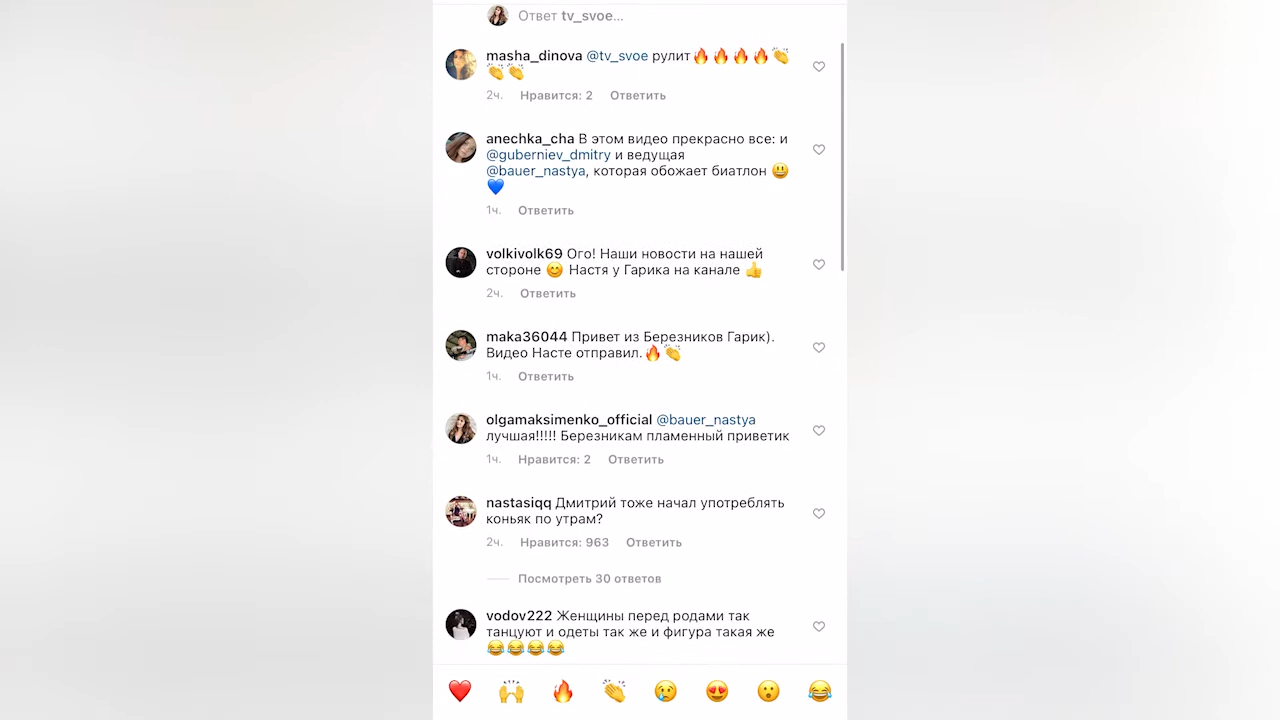 Ответ tv_svoe...
masha_dinova @tv_svoe рулит🔥🔥🔥🔥👏
👏👏
2ч. Нравится: 2 Ответить
anechka_cha В этом видео прекрасно все: и
@guberniev_dmitry и ведущая
@bauer_nastya, которая обожает биатлон 😃
💙
1ч. Ответить
volkivolk69 Ого! Наши новости на нашей
стороне 😊 Настя у Гарика на канале 👍
2ч. Ответить
maka36044 Привет из Березников Гарик).
Видео Насте отправил.🔥👏
1ч. Ответить
olgamaksimenko_official @bauer_nastya
лучшая!!!!! Березникам пламенный приветик
1ч. Нравится: 2 Ответить
nastasiqq Дмитрий тоже начал употреблять
коньяк по утрам?
2ч. Нравится: 963 Ответить
Посмотреть 30 ответов
vodov222 Женщины перед родами так
танцуют и одеты так же и фигура такая же
😂😂😂😂
❤️ 🙌 🔥 👏 😢 😍 😮 😂